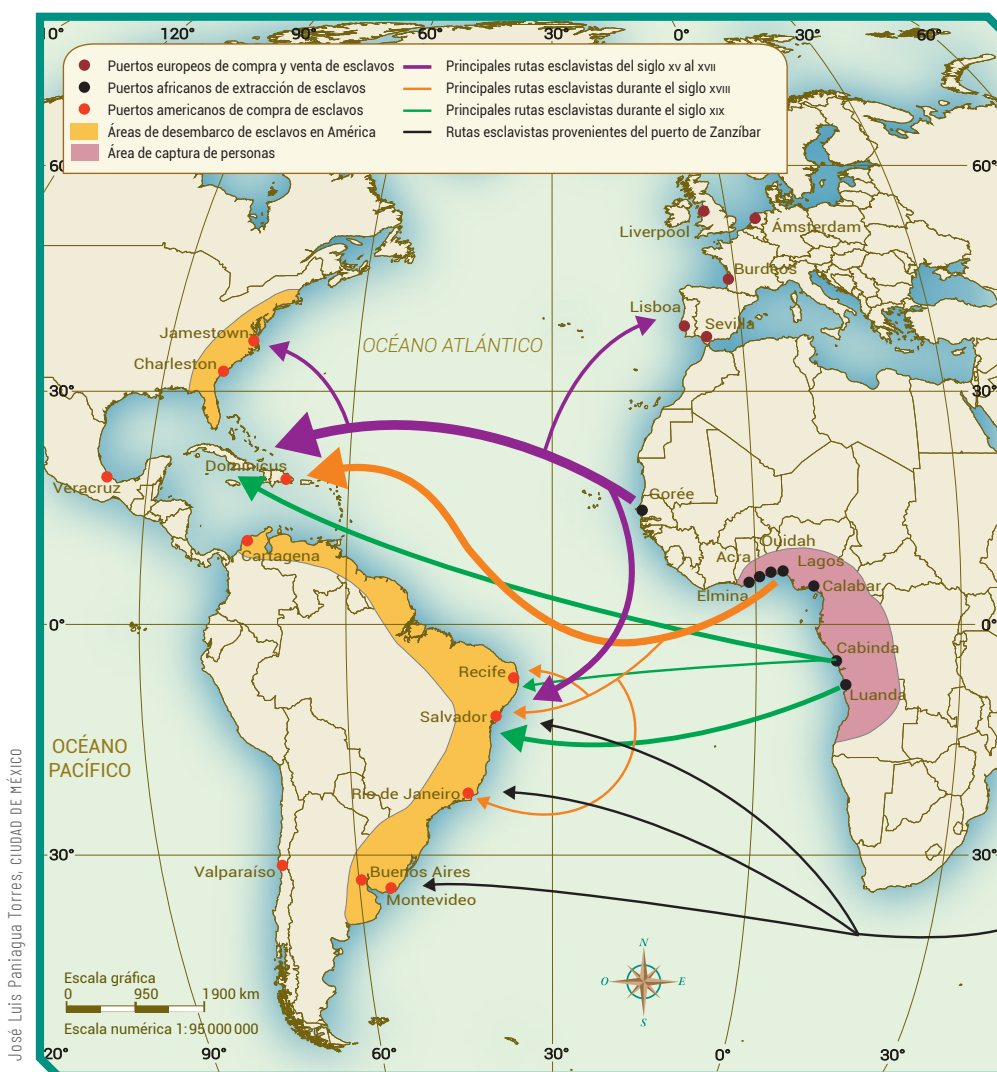 10°
120°
90°
60°
30°
0°
30°
60°
Puertos europeos de compra y venta de esclavos
Puertos africanos de extracción de esclavos
Puertos americanos de compra de esclavos
Áreas de desembarco de esclavos en América
Área de captura de personas
Principales rutas esclavistas del siglo XV al XVII
Principales rutas esclavistas durante el siglo XVIII
Principales rutas esclavistas durante el siglo XIX
Rutas esclavistas provenientes del puerto de Zanzíbar
60
60°
Liverpool
Ámsterdam
Burdeos
Lisboa
Sevilla
Jamestown
OCÉANO ATLÁNTICO
Charleston
30°
30°
Dominicus
Veracruz
Gorée
Cartagena
Ouidah
Acra
Lagos
Elmina
Calabar
0°
0°
Cabinda
Recife
Luanda
Salvador
OCÉANO
PACÍFICO
Río de Janeiro
30°
30°
Valparaíso
Buenos Aires
Montevideo
N
O
E
S
Escala gráfica
0 950 1 900 km
Escala numérica 1:95 000 000
20°
90°
60°
30°
0°
30°
José Luis Paniagua Torres, CIUDAD DE MÉXICO